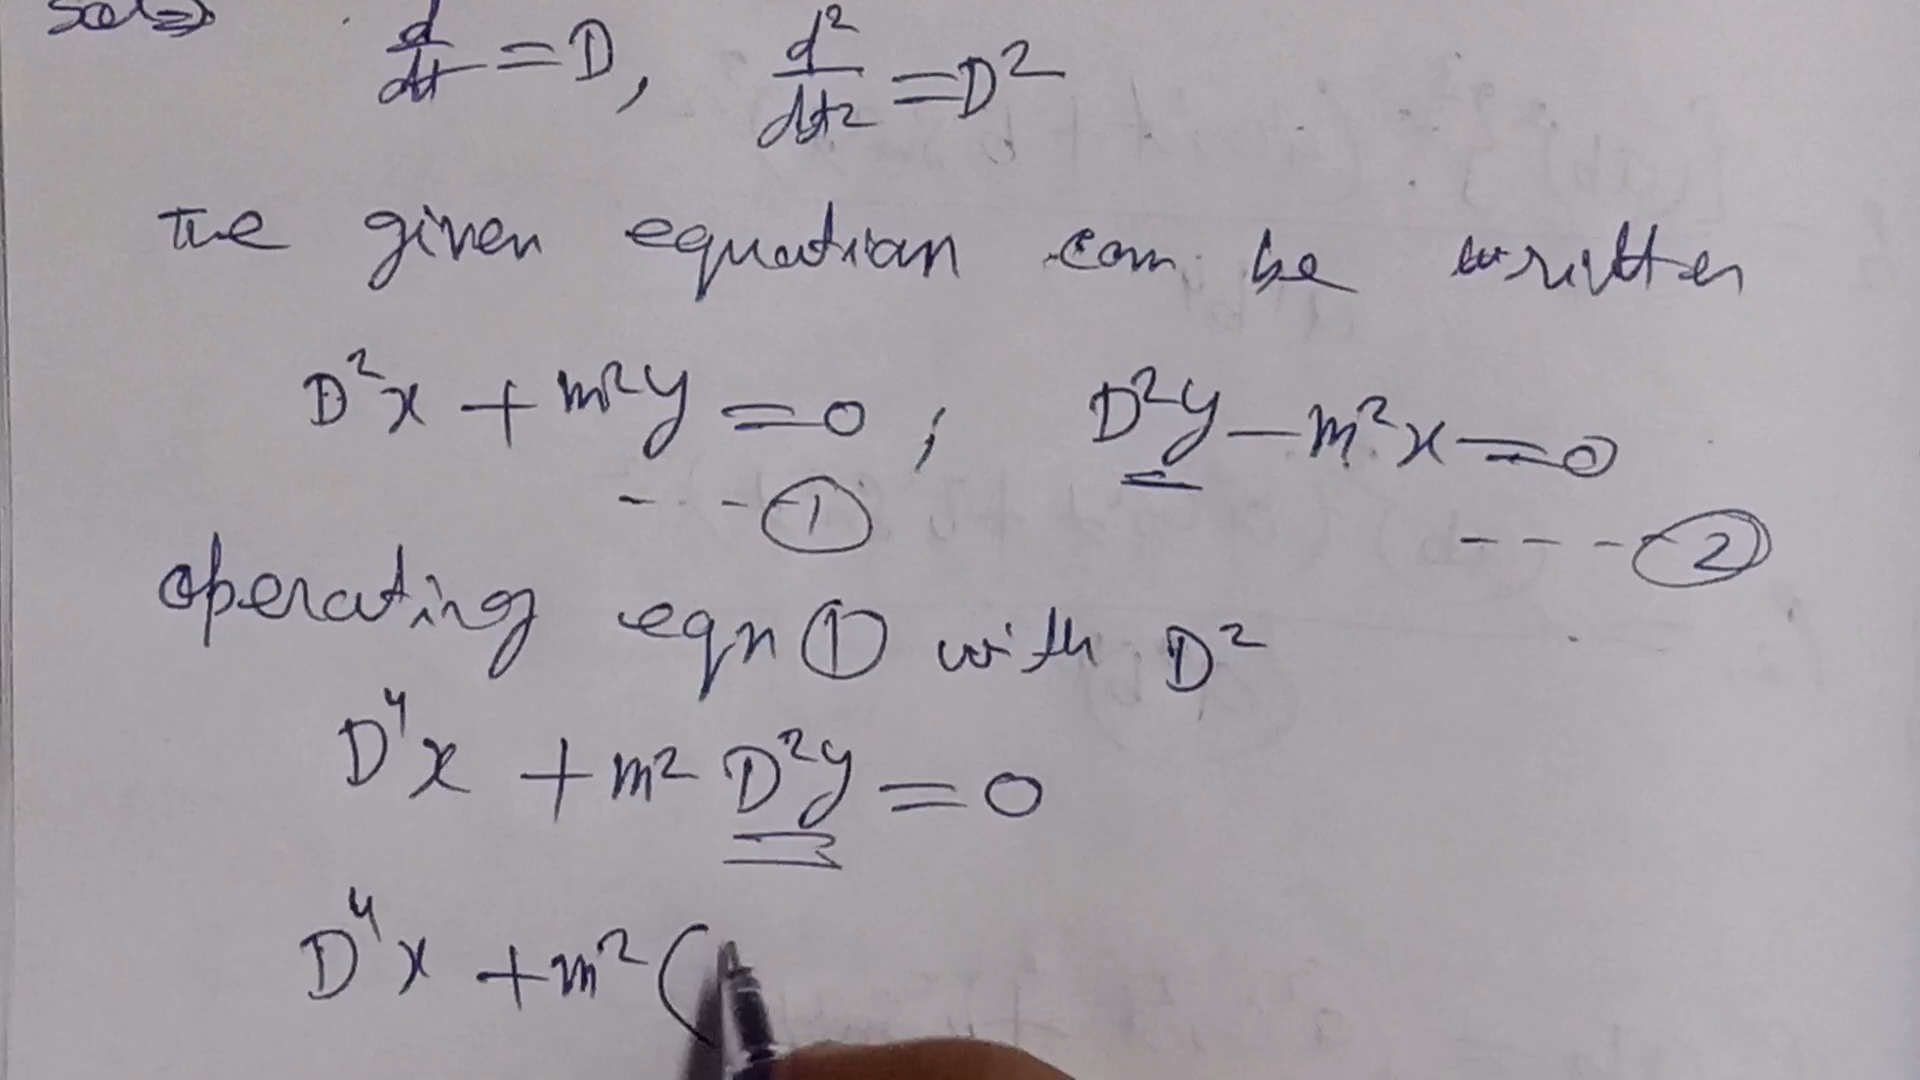 Sol⇒ d/dt = D, d²/dt² = D²
The given equation can be written
D²x + m²y = 0 ; D²y - m²x = 0
- - - ① - - - - ②
operating eqn ① with D²
D⁴x + m² D²y = 0
D⁴x + m² (